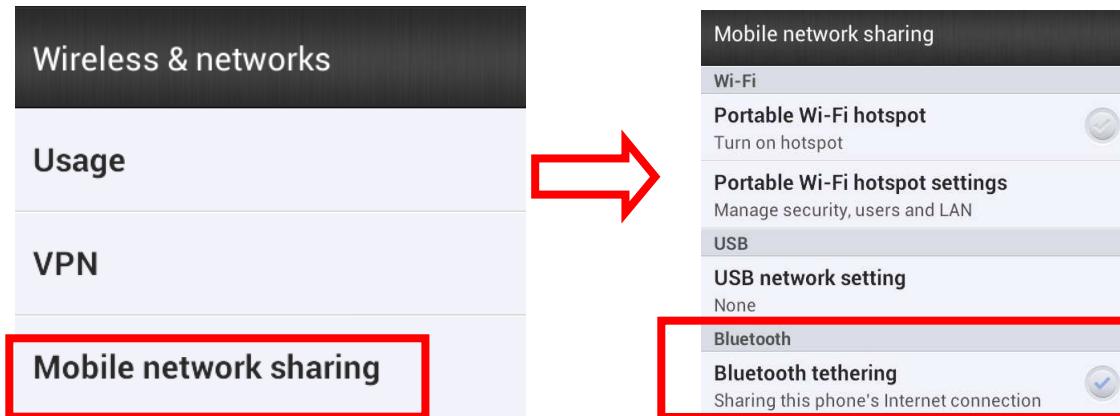 Wireless & networks
Usage
VPN
Mobile network sharing
Mobile network sharing
Wi-Fi
Portable Wi-Fi hotspot
Turn on hotspot
Portable Wi-Fi hotspot settings
Manage security, users and LAN
USB
USB network setting
None
Bluetooth
Bluetooth tethering
Sharing this phone's Internet connection